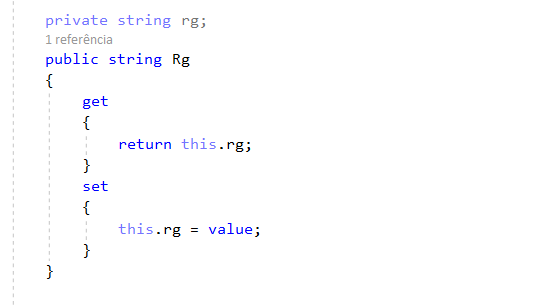 private string rg;
1 referência
public string Rg
{
get
{
return this.rg;
}
set
{
this.rg = value;
}
}